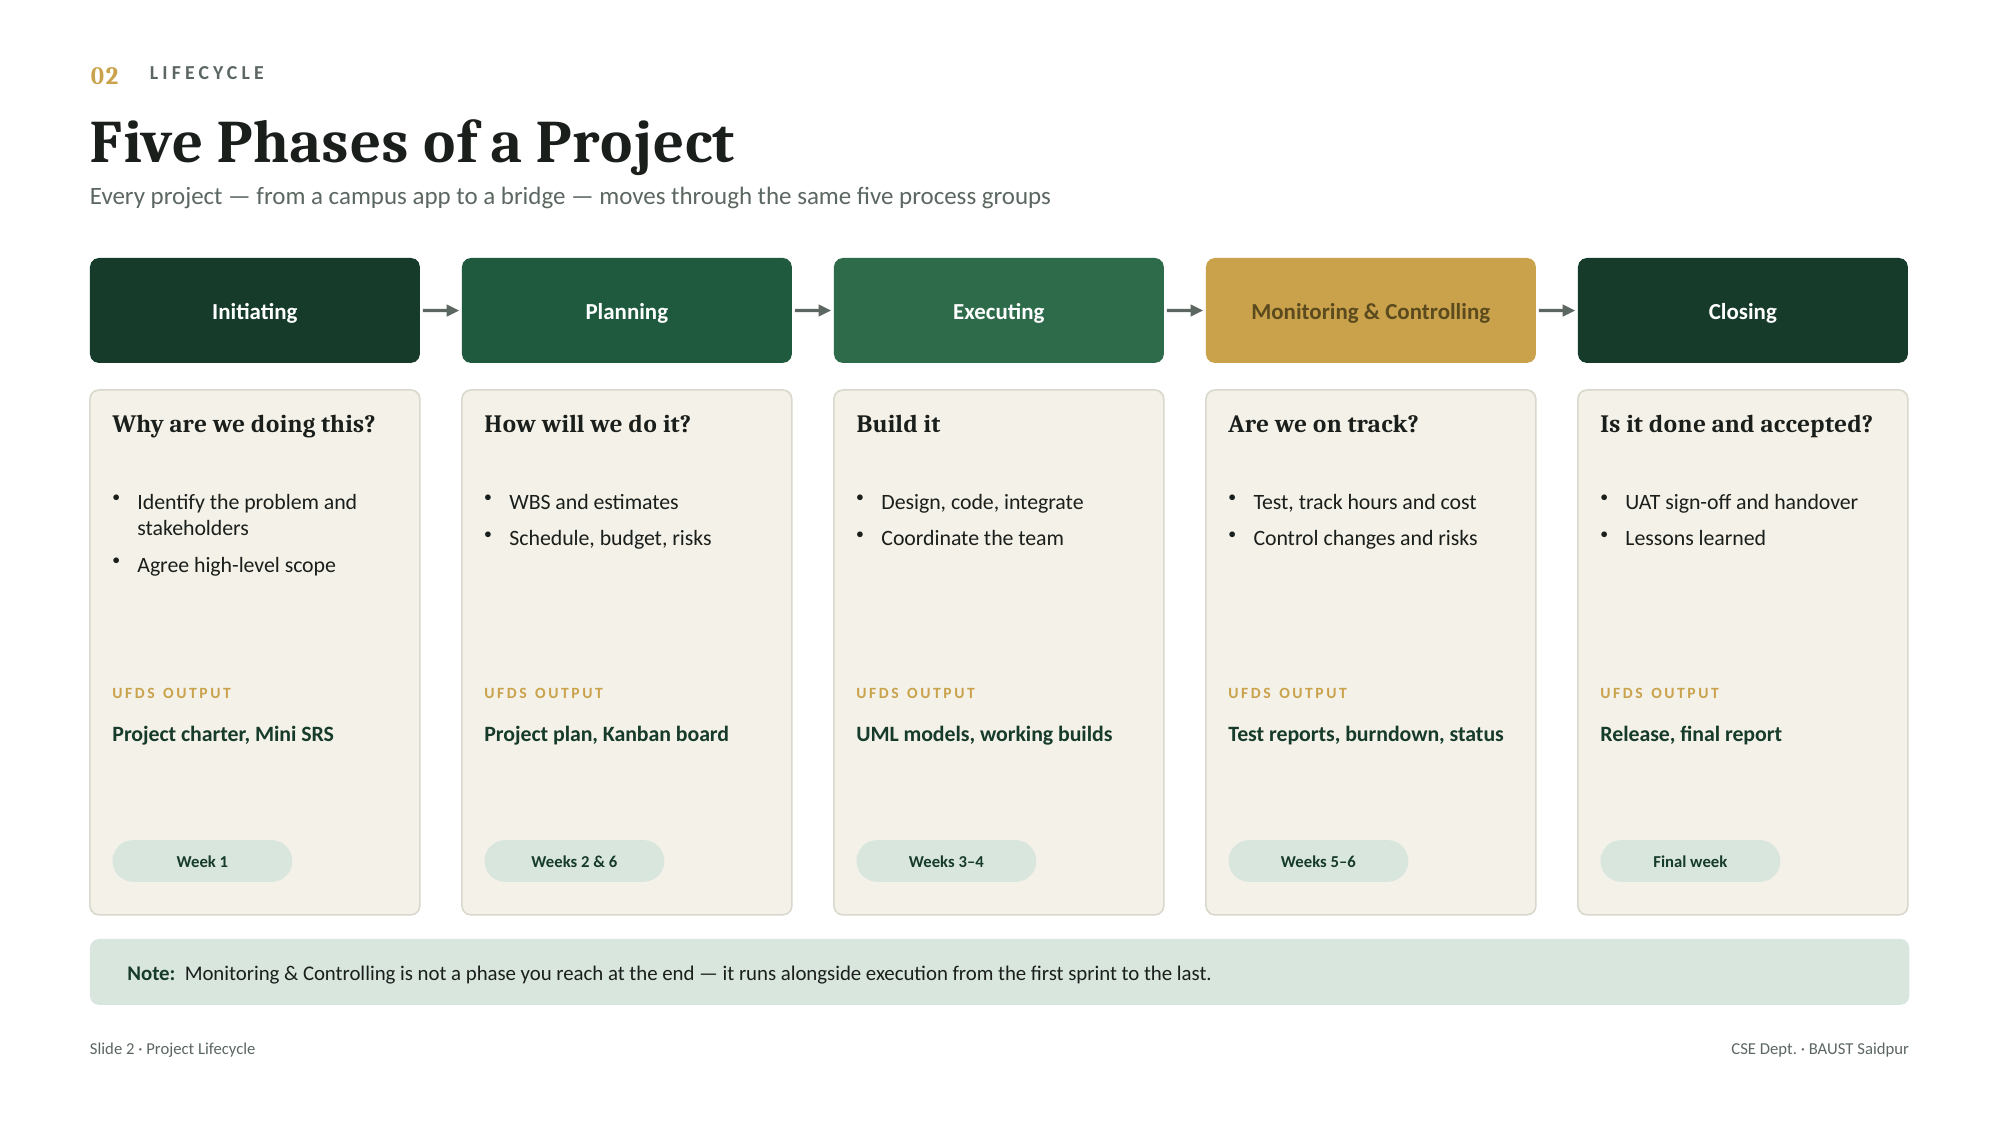 02 LIFECYCLE
Five Phases of a Project
Every project — from a campus app to a bridge — moves through the same five process groups
Initiating
Planning
Executing
Monitoring & Controlling
Closing
Why are we doing this?
• Identify the problem and
stakeholders
• Agree high-level scope
UFDS OUTPUT
Project charter, Mini SRS
Week 1
How will we do it?
• WBS and estimates
• Schedule, budget, risks
UFDS OUTPUT
Project plan, Kanban board
Weeks 2 & 6
Build it
• Design, code, integrate
• Coordinate the team
UFDS OUTPUT
UML models, working builds
Weeks 3–4
Are we on track?
• Test, track hours and cost
• Control changes and risks
UFDS OUTPUT
Test reports, burndown, status
Weeks 5–6
Is it done and accepted?
• UAT sign-off and handover
• Lessons learned
UFDS OUTPUT
Release, final report
Final week
Note: Monitoring & Controlling is not a phase you reach at the end — it runs alongside execution from the first sprint to the last.
Slide 2 · Project Lifecycle
CSE Dept. · BAUST Saidpur